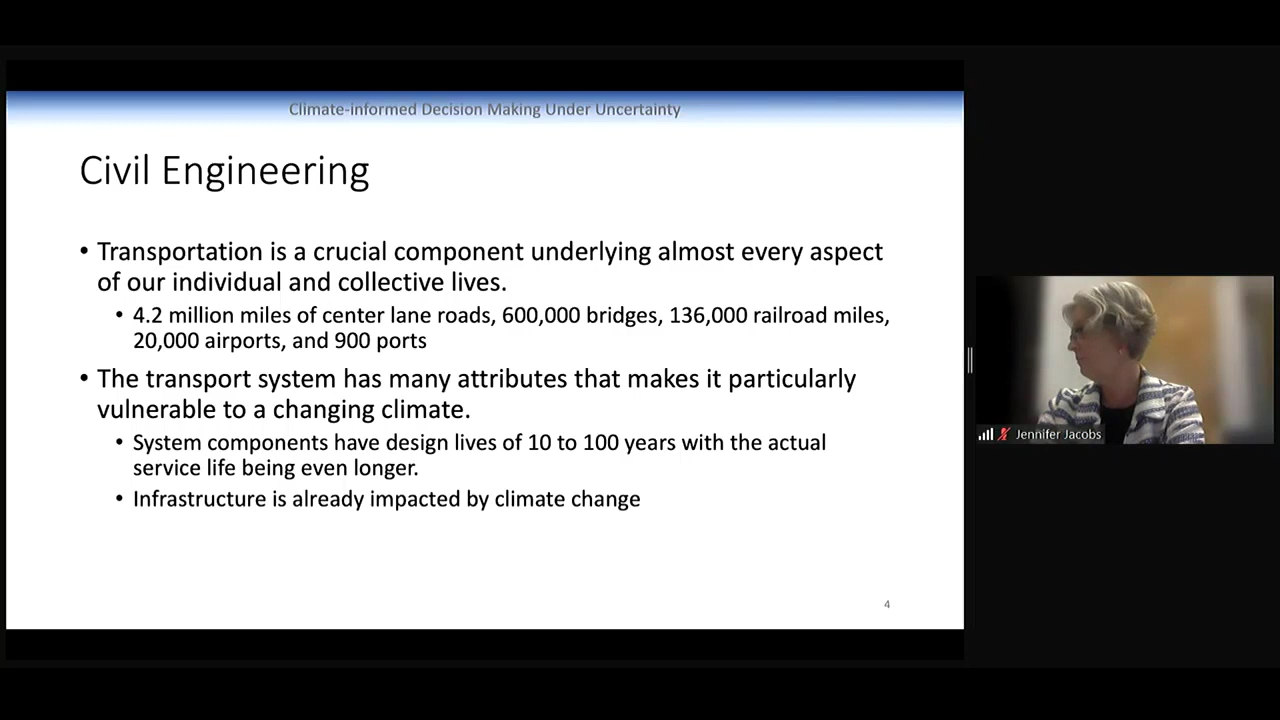 Climate-informed Decision Making Under Uncertainty
Civil Engineering
• Transportation is a crucial component underlying almost every aspect
of our individual and collective lives.
• 4.2 million miles of center lane roads, 600,000 bridges, 136,000 railroad miles,
20,000 airports, and 900 ports
• The transport system has many attributes that makes it particularly
vulnerable to a changing climate.
• System components have design lives of 10 to 100 years with the actual
service life being even longer.
• Infrastructure is already impacted by climate change
4
Jennifer Jacobs